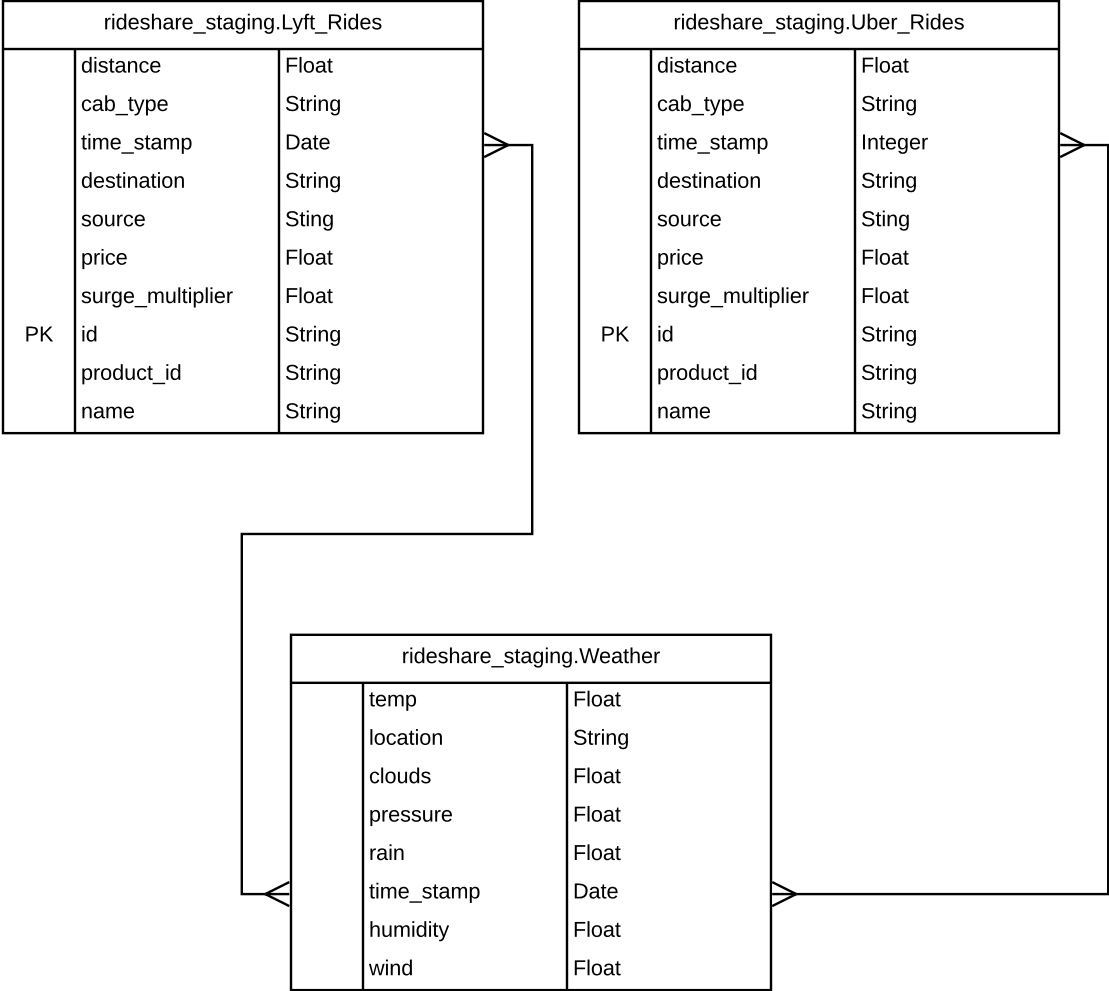 rideshare_staging.Lyft_Rides
distance Float
cab_type String
time_stamp Date
destination String
source Sting
price Float
surge_multiplier Float
PK id String
product_id String
name String
rideshare_staging.Uber_Rides
distance Float
cab_type String
time_stamp Integer
destination String
source Sting
price Float
surge_multiplier Float
PK id String
product_id String
name String
rideshare_staging.Weather
temp Float
location String
clouds Float
pressure Float
rain Float
time_stamp Date
humidity Float
wind Float